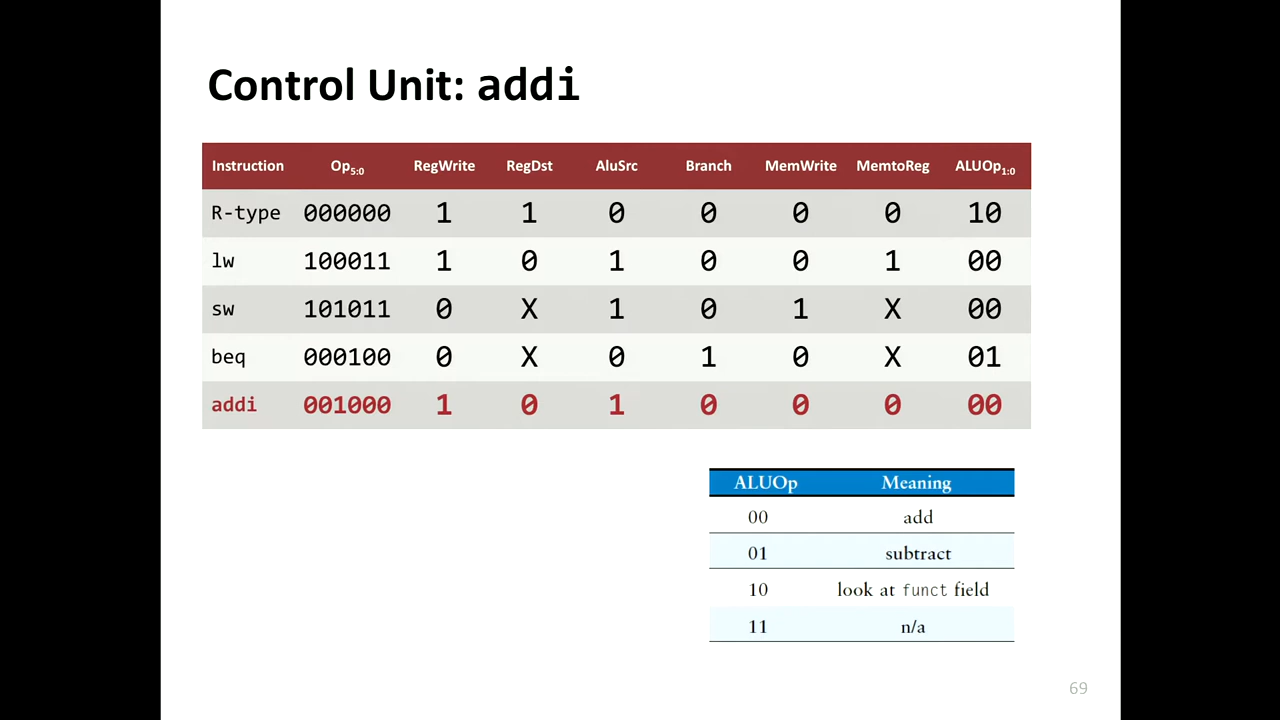 Control Unit: addi
Instruction Op5:0 RegWrite RegDst AluSrc Branch MemWrite MemtoReg ALUOp1:0
R-type 000000 1 1 0 0 0 0 10
lw 100011 1 0 1 0 0 1 00
sw 101011 0 X 1 0 1 X 00
beq 000100 0 X 0 1 0 X 01
addi 001000 1 0 1 0 0 0 00
ALUOp Meaning
00 add
01 subtract
10 look at funct field
11 n/a
69